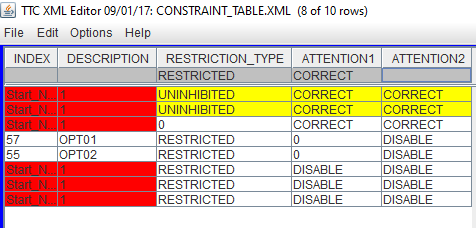 TTC XML Editor 09/01/17: CONSTRAINT_TABLE.XML (8 of 10 rows)
File Edit Options Help
INDEX DESCRIPTION RESTRICTION_TYPE ATTENTION1 ATTENTION2
RESTRICTED CORRECT
Start_N... 1 UNINHIBITED CORRECT CORRECT
Start_N... 1 UNINHIBITED CORRECT CORRECT
Start_N... 1 0 CORRECT CORRECT
57 OPT01 RESTRICTED 0 DISABLE
55 OPT02 RESTRICTED 0 DISABLE
Start_N... 1 RESTRICTED DISABLE DISABLE
Start_N... 1 RESTRICTED DISABLE DISABLE
Start_N... 1 RESTRICTED DISABLE DISABLE